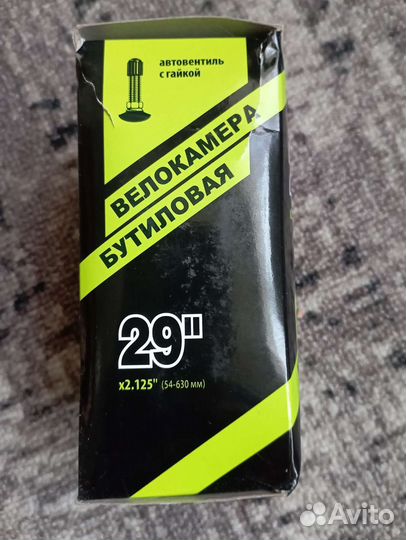 автовентиль
с гайкой
ВЕЛОКАМЕРА
БУТИЛОВАЯ
29"
x2.125" (54-630 мм)
Avito